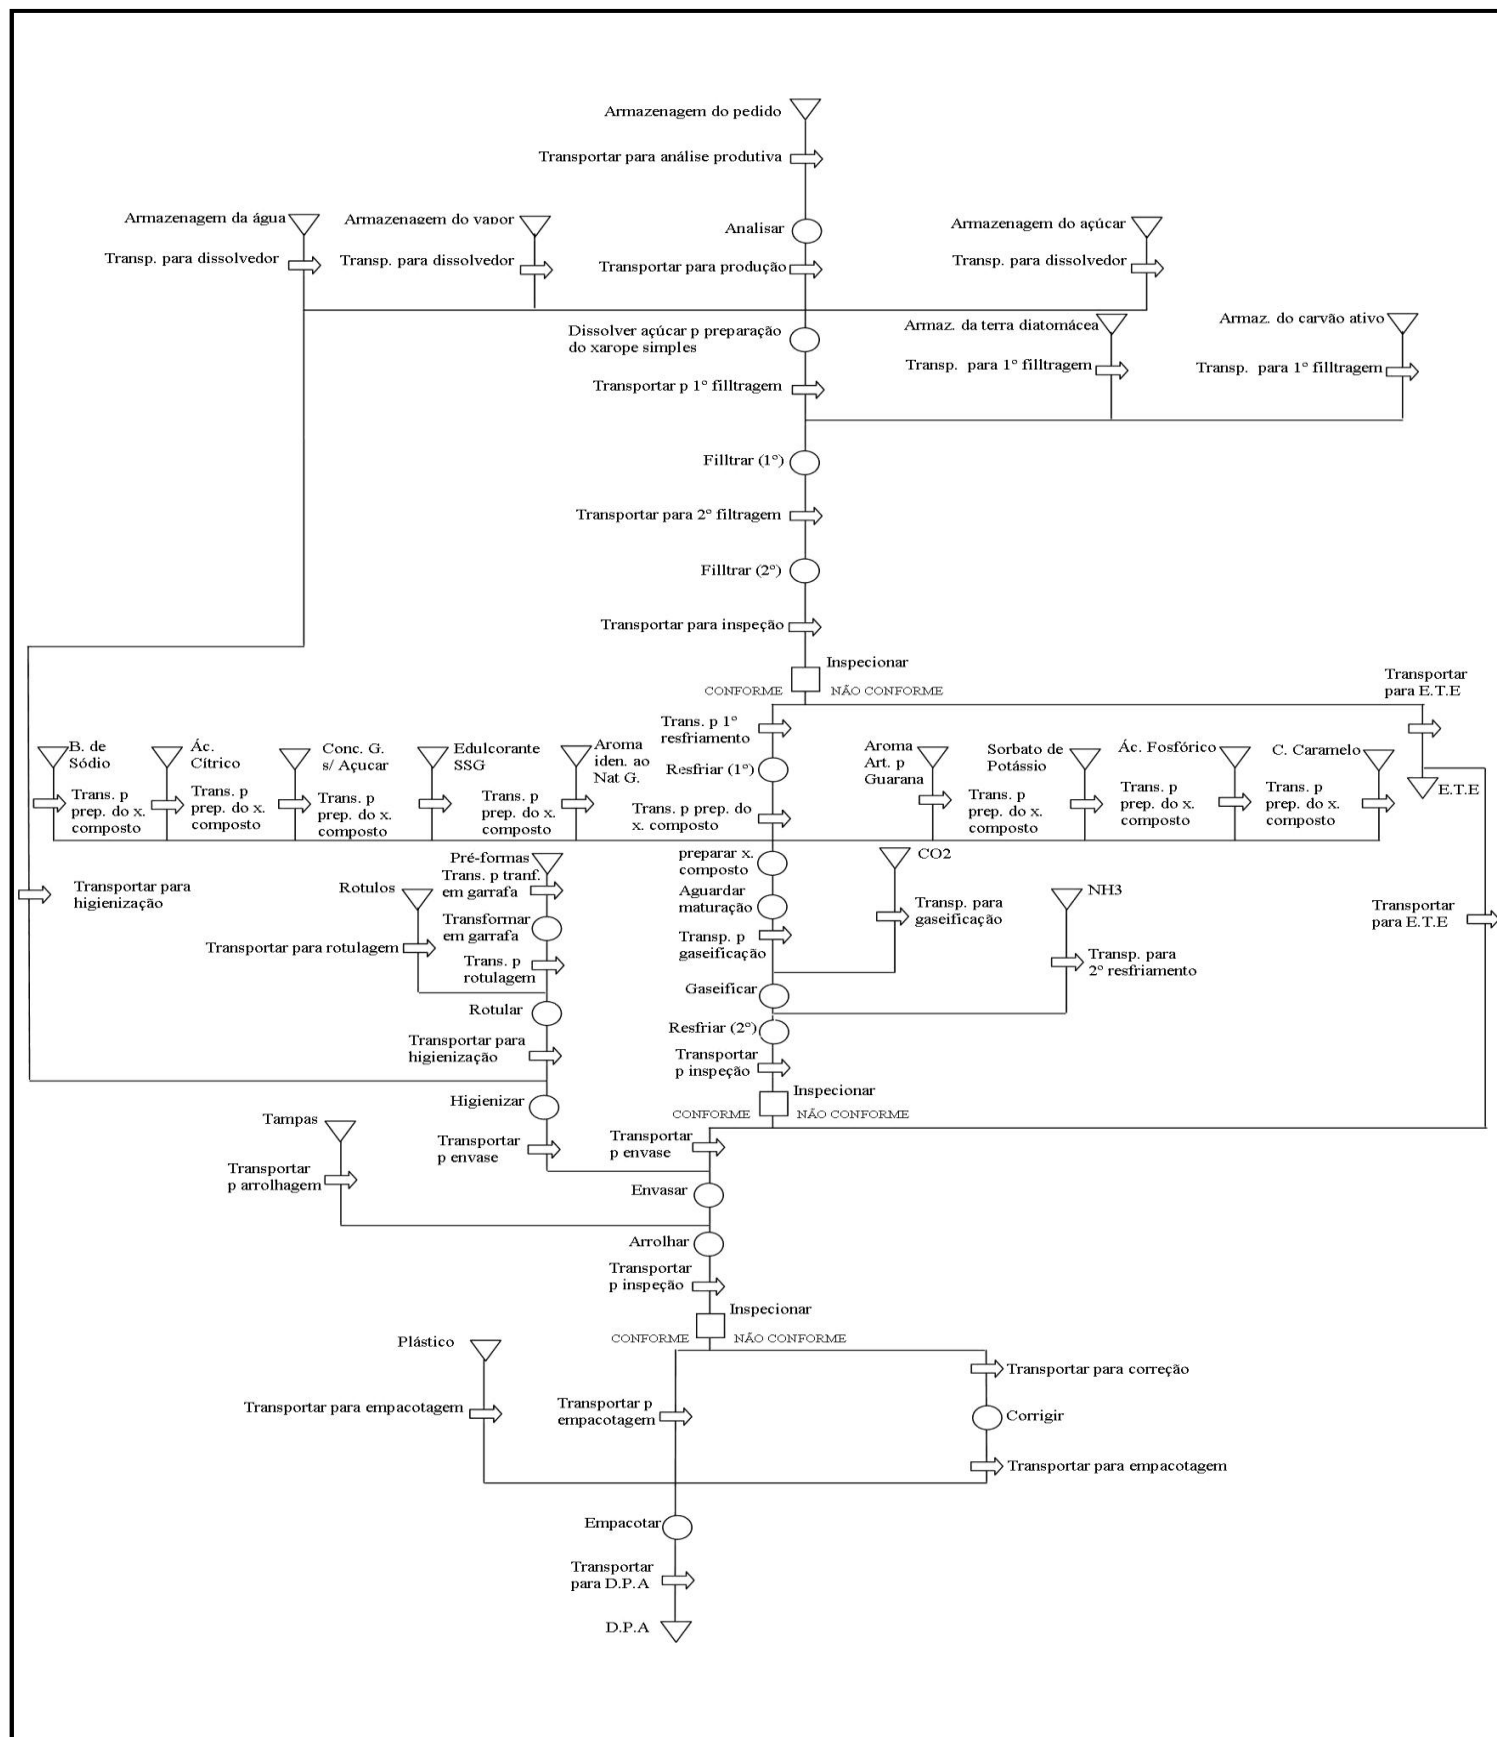 Armazenagem do pedido
Transportar para análise produtiva
Armazenagem da água
Armazenagem do vapor
Analisar
Armazenagem do açúcar
Transp. para dissolvedor
Transp. para dissolvedor
Transportar para produção
Transp. para dissolvedor
Dissolver açúcar p preparação
do xarope simples
Armaz. da terra diatomácea
Armaz. do carvão ativo
Transportar p 1º filltragem
Transp. para 1º filltragem
Transp. para 1º filltragem
Filltrar (1º)
Transportar para 2º filtragem
Filltrar (2º)
Transportar para inspeção
Inspecionar
CONFORME
NÃO CONFORME
Transportar
para E.T.E
Trans. p 1º
resfriamento
B. de
Sódio
Ác.
Cítrico
Conc. G.
s/ Açucar
Edulcorante
SSG
Aroma
iden. ao
Nat G.
Resfriar (1º)
Aroma
Art. p
Guarana
Sorbato de
Potássio
Ác. Fosfórico
C. Caramelo
E.T.E
Trans. p
prep. do x.
composto
Trans. p
prep. do x.
composto
Trans. p
prep. do x.
composto
Trans. p
prep. do x.
composto
Trans. p prep. do
x. composto
Trans. p
prep. do x.
composto
Trans. p
prep. do x.
composto
Trans. p
prep. do x.
composto
Pré-formas
Trans. p tranf.
em garrafa
preparar x.
composto
CO2
Transportar para
higienização
Rotulos
Aguardar
maturação
Transp. para
gaseificação
NH3
Transportar
para E.T.E
Transformar
em garrafa
Transportar para rotulagem
Transp. p
gaseificação
Trans. p
rotulagem
Transp. para
2º resfriamento
Gaseificar
Rotular
Resfriar (2º)
Transportar para
higienização
Transportar
p inspeção
Inspecionar
Higienizar
CONFORME
NÃO CONFORME
Tampas
Transportar
p envase
Transportar
p envase
Transportar
p arrolhagem
Envasar
Arrolhar
Transportar
p inspeção
Inspecionar
CONFORME
NÃO CONFORME
Plástico
Transportar para correção
Transportar para empacotagem
Transportar p
empacotagem
Corrigir
Transportar para empacotagem
Empacotar
Transportar
para D.P.A
D.P.A